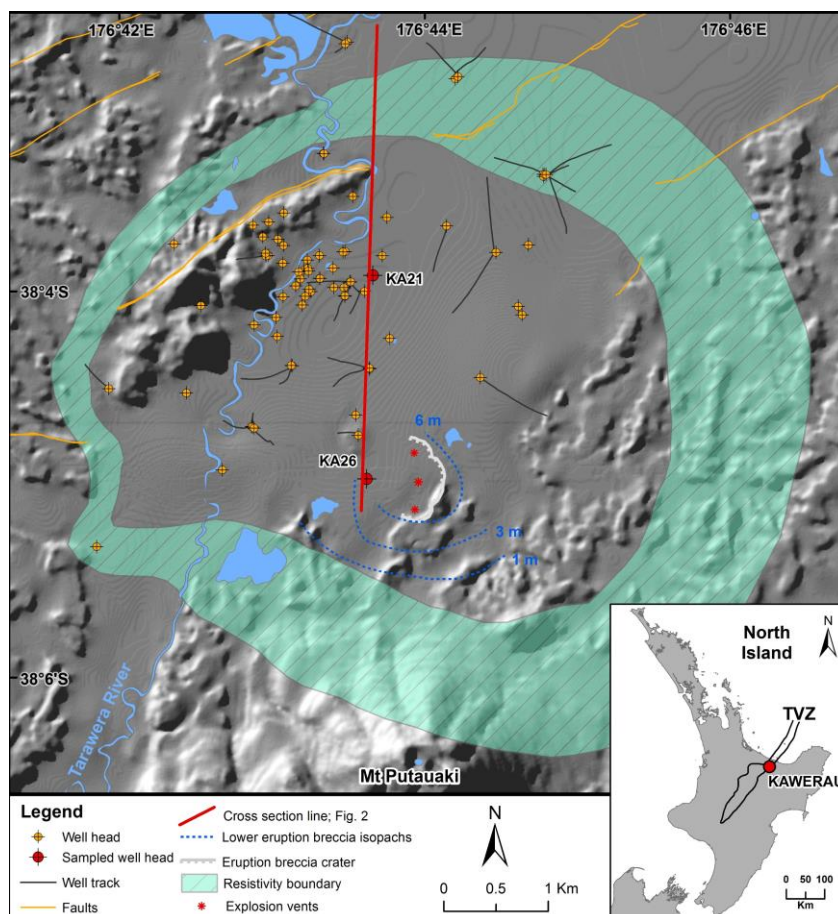 176°42'E
176°44'E
176°46'E
38°4'S
KA21
6 m
KA26
3 m
1 m
38°6'S
Tarawera River
Mt Putauaki
North
Island
N
TVZ
KAWERAU
0 50 100
Km
Legend
Well head
Sampled well head
Well track
Faults
Cross section line; Fig. 2
Lower eruption breccia isopachs
Eruption breccia crater
Resistivity boundary
Explosion vents
N
0 0.5 1 Km